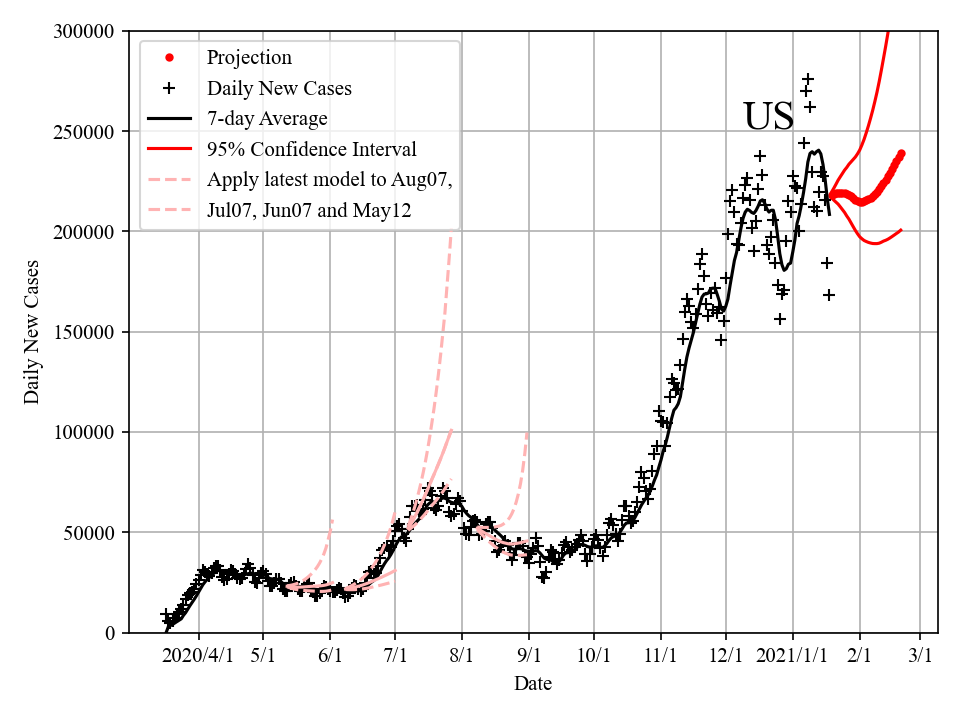 300000
250000
200000
150000
100000
50000
0
Daily New Cases
Projection
Daily New Cases
7-day Average
95% Confidence Interval
Apply latest model to Aug07,
Jul07, Jun07 and May12
US
2020/4/1 5/1 6/1 7/1 8/1 9/1 10/1 11/1 12/1 2021/1/1 2/1 3/1
Date